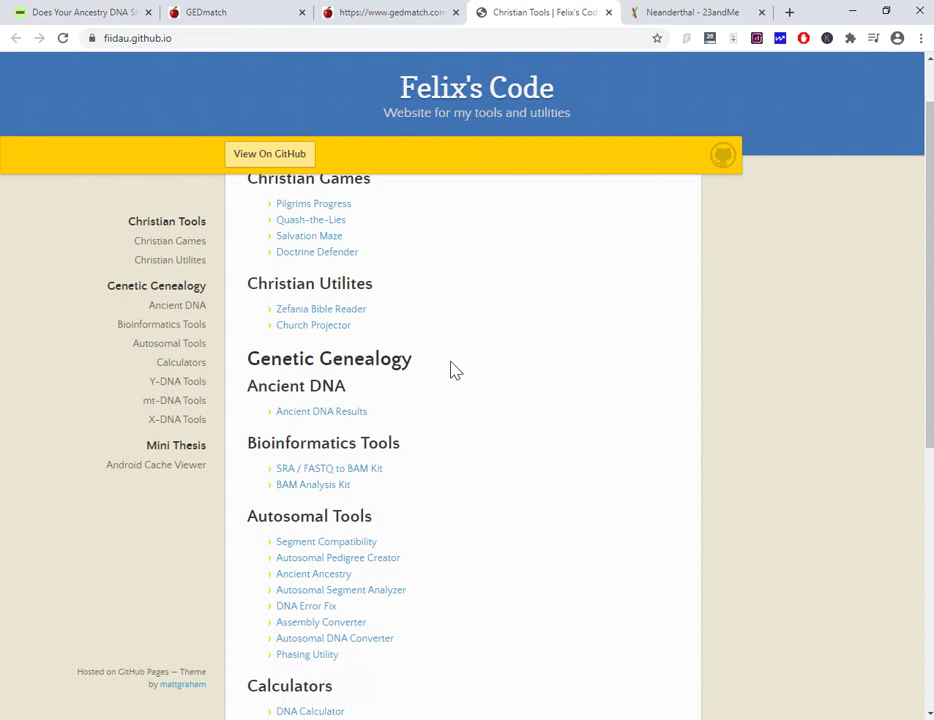 Does Your Ancestry DNA S
GEDmatch
https://www.gedmatch.com
Christian Tools | Felix's Cod
Neanderthal - 23andMe
fiidau.github.io
Felix's Code
Website for my tools and utilities
View On GitHub
Christian Tools
Christian Games
Christian Utilites
Genetic Genealogy
Ancient DNA
Bioinformatics Tools
Autosomal Tools
Calculators
Y-DNA Tools
mt-DNA Tools
X-DNA Tools
Mini Thesis
Android Cache Viewer
Hosted on GitHub Pages — Theme
by mattgraham
Christian Games
Pilgrims Progress
Quash-the-Lies
Salvation Maze
Doctrine Defender
Christian Utilites
Zefania Bible Reader
Church Projector
Genetic Genealogy
Ancient DNA
Ancient DNA Results
Bioinformatics Tools
SRA / FASTQ to BAM Kit
BAM Analysis Kit
Autosomal Tools
Segment Compatibility
Autosomal Pedigree Creator
Ancient Ancestry
Autosomal Segment Analyzer
DNA Error Fix
Assembly Converter
Autosomal DNA Converter
Phasing Utility
Calculators
DNA Calculator